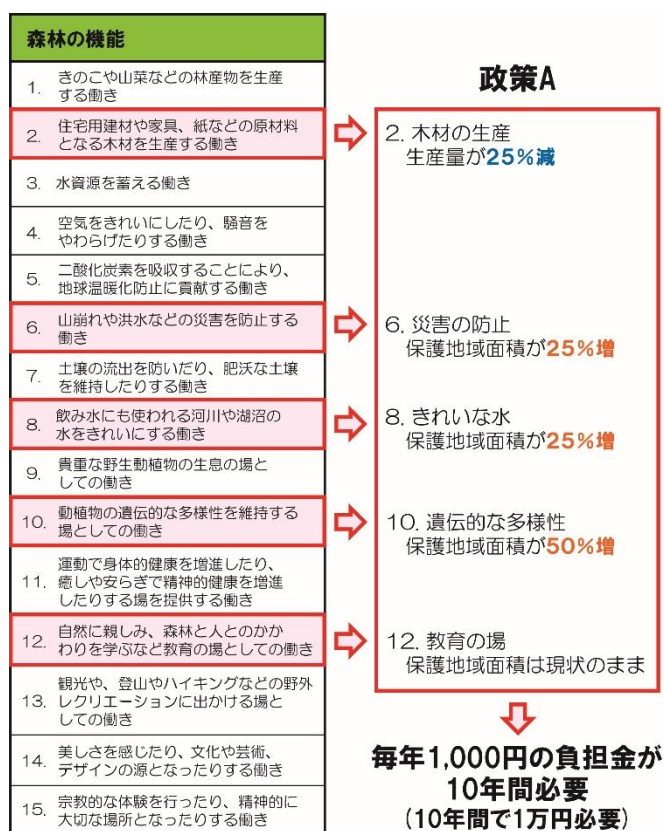 森林の機能
1. きのこや山菜などの林産物を生産
する働き
2. 住宅用建材や家具、紙などの原材料
となる木材を生産する働き
3. 水資源を蓄える働き
4. 空気をきれいにしたり、騒音を
やわらげたりする働き
5. 二酸化炭素を吸収することにより、
地球温暖化防止に貢献する働き
6. 山崩れや洪水などの災害を防止する
働き
7. 土壌の流出を防いだり、肥沃な土壌
を維持したりする働き
8. 飲み水にも使われる河川や湖沼の
水をきれいにする働き
9. 貴重な野生動植物の生息の場と
しての働き
10. 動植物の遺伝的な多様性を維持する
場としての働き
11. 運動で身体的健康を増進したり、
癒しや安らぎで精神的健康を増進
したりする場を提供する働き
12. 自然に親しみ、森林と人とのかか
わりを学ぶなど教育の場としての働き
13. 観光や、登山やハイキングなどの野外
レクリエーションに出かける場と
しての働き
14. 美しさを感じたり、文化や芸術、
デザインの源となったりする働き
15. 宗教的な体験を行ったり、精神的に
大切な場所となったりする働き
政策A
2. 木材の生産
生産量が25%減
6. 災害の防止
保護地域面積が25%増
8. きれいな水
保護地域面積が25%増
10. 遺伝的な多様性
保護地域面積が50%増
12. 教育の場
保護地域面積は現状のまま
毎年1,000円の負担金が
10年間必要
(10年間で1万円必要)